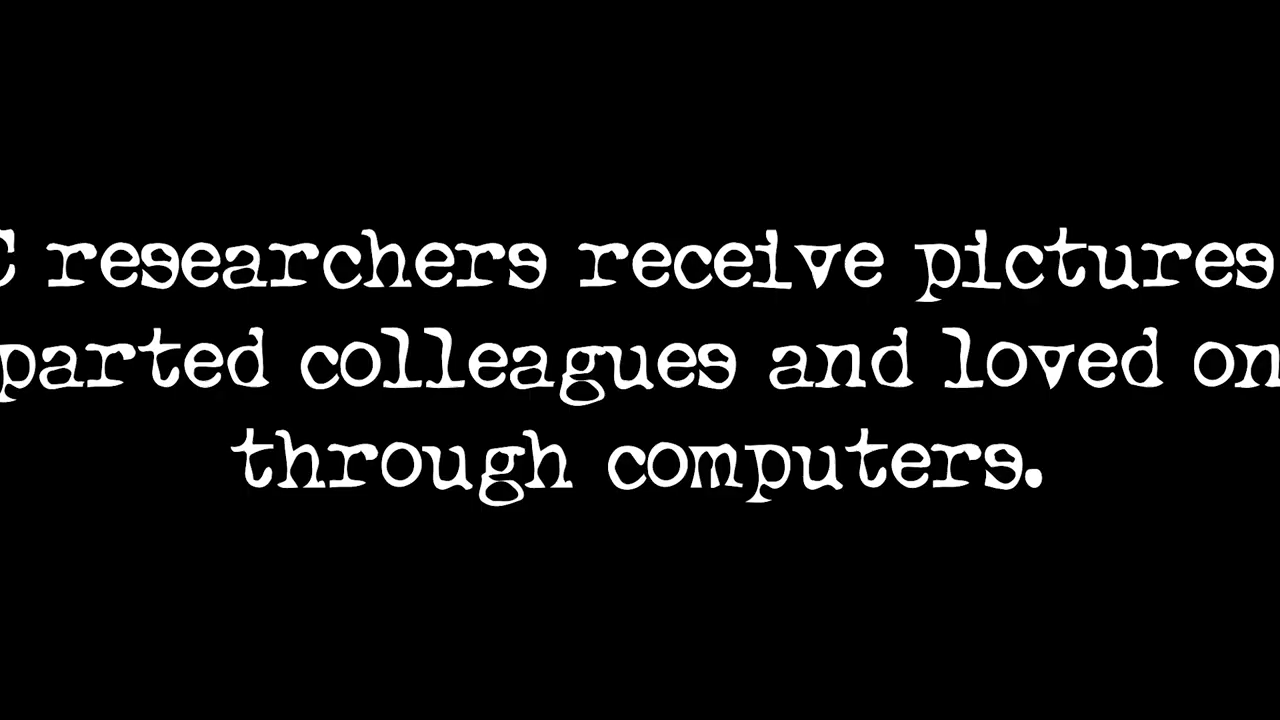 C researchers receive pictures
parted colleagues and loved on
through computers.